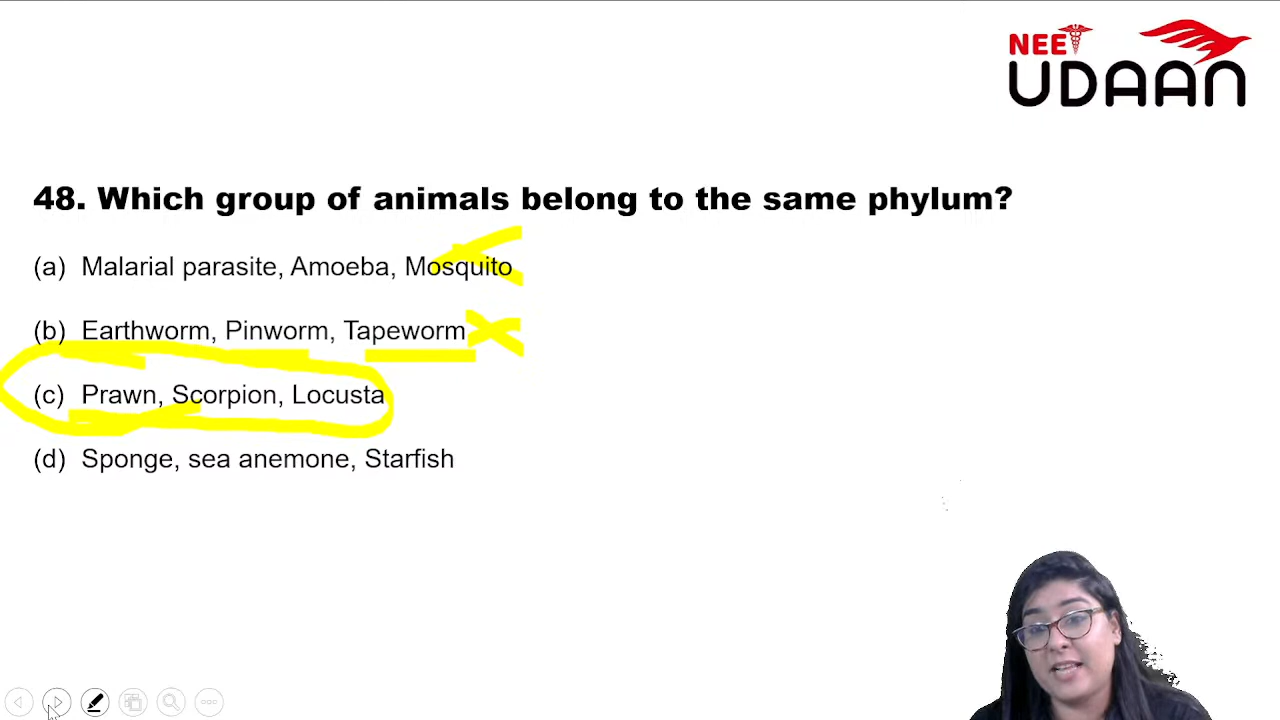 NEET
UDAAN
48. Which group of animals belong to the same phylum?
(a) Malarial parasite, Amoeba, Mosquito
(b) Earthworm, Pinworm, Tapeworm
(c) Prawn, Scorpion, Locusta
(d) Sponge, sea anemone, Starfish